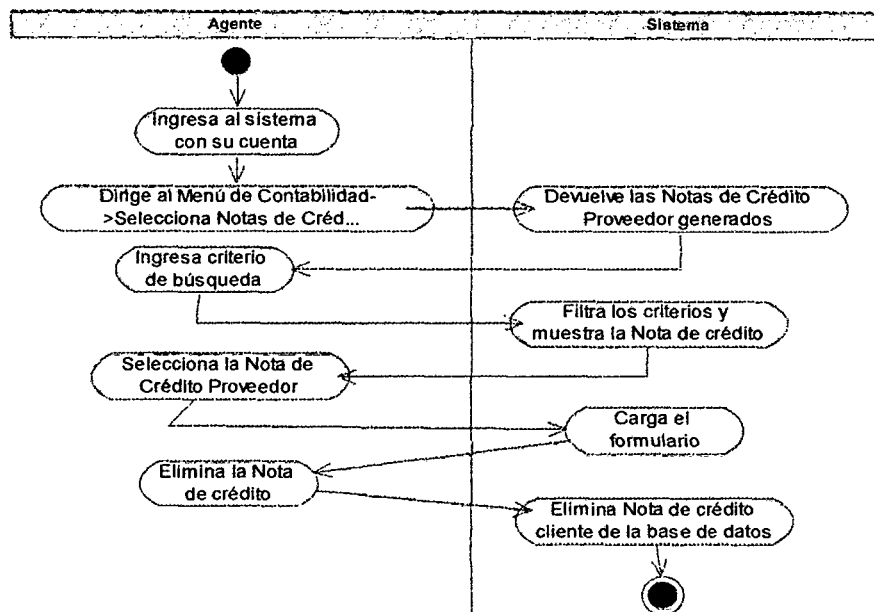 Agente
Sistema
Ingresa al sistema
con su cuenta
Dirige al Menú de Contabilidad-
>Selecciona Notas de Créd...
Devuelve las Notas de Crédito
Proveedor generados
Ingresa criterio
de búsqueda
Filtra los criterios y
muestra la Nota de crédito
Selecciona la Nota de
Crédito Proveedor
Carga el
formulario
Elimina la Nota
de crédito
Elimina Nota de crédito
cliente de la base de datos